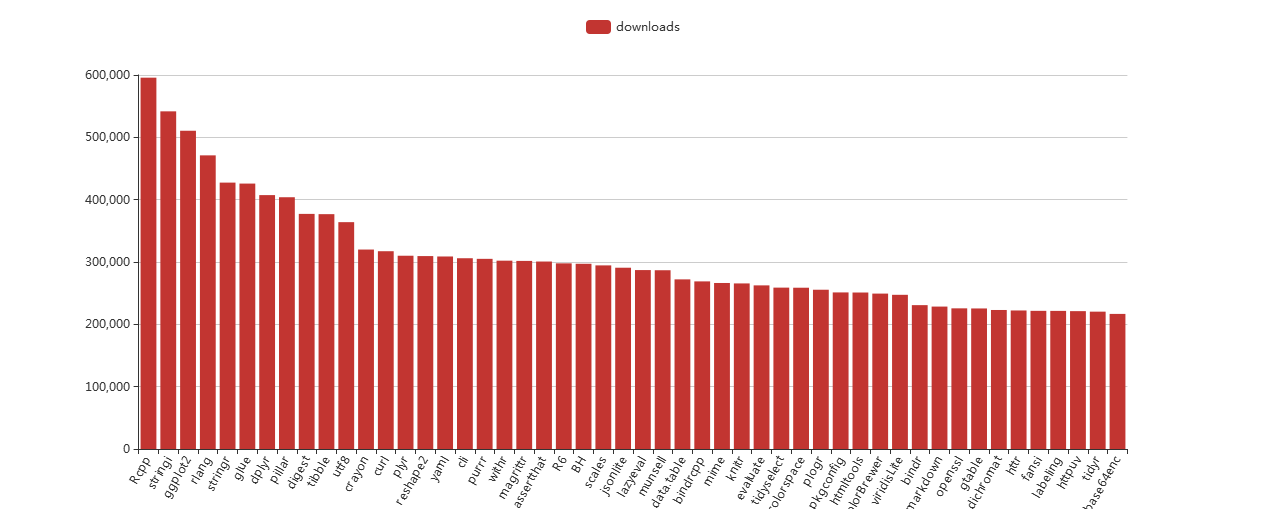 downloads
600,000
500,000
400,000
300,000
200,000
100,000
0
Rcpp
stringi
ggplot2
rlang
stringr
glue
dplyr
pillar
digest
tibble
utf8
crayon
curl
plyr
reshape2
yaml
cli
purrr
withr
magrittr
assertthat
R6
BH
scales
jsonlite
lazyeval
munsell
data.table
bindrcpp
mime
knitr
evaluate
tidyselect
colorspace
plogr
pkgconfig
htmltools
olorBrewer
viridisLite
bindr
markdown
openssl
gtable
dichromat
httr
fansi
labeling
httpuv
tidyr
base64enc